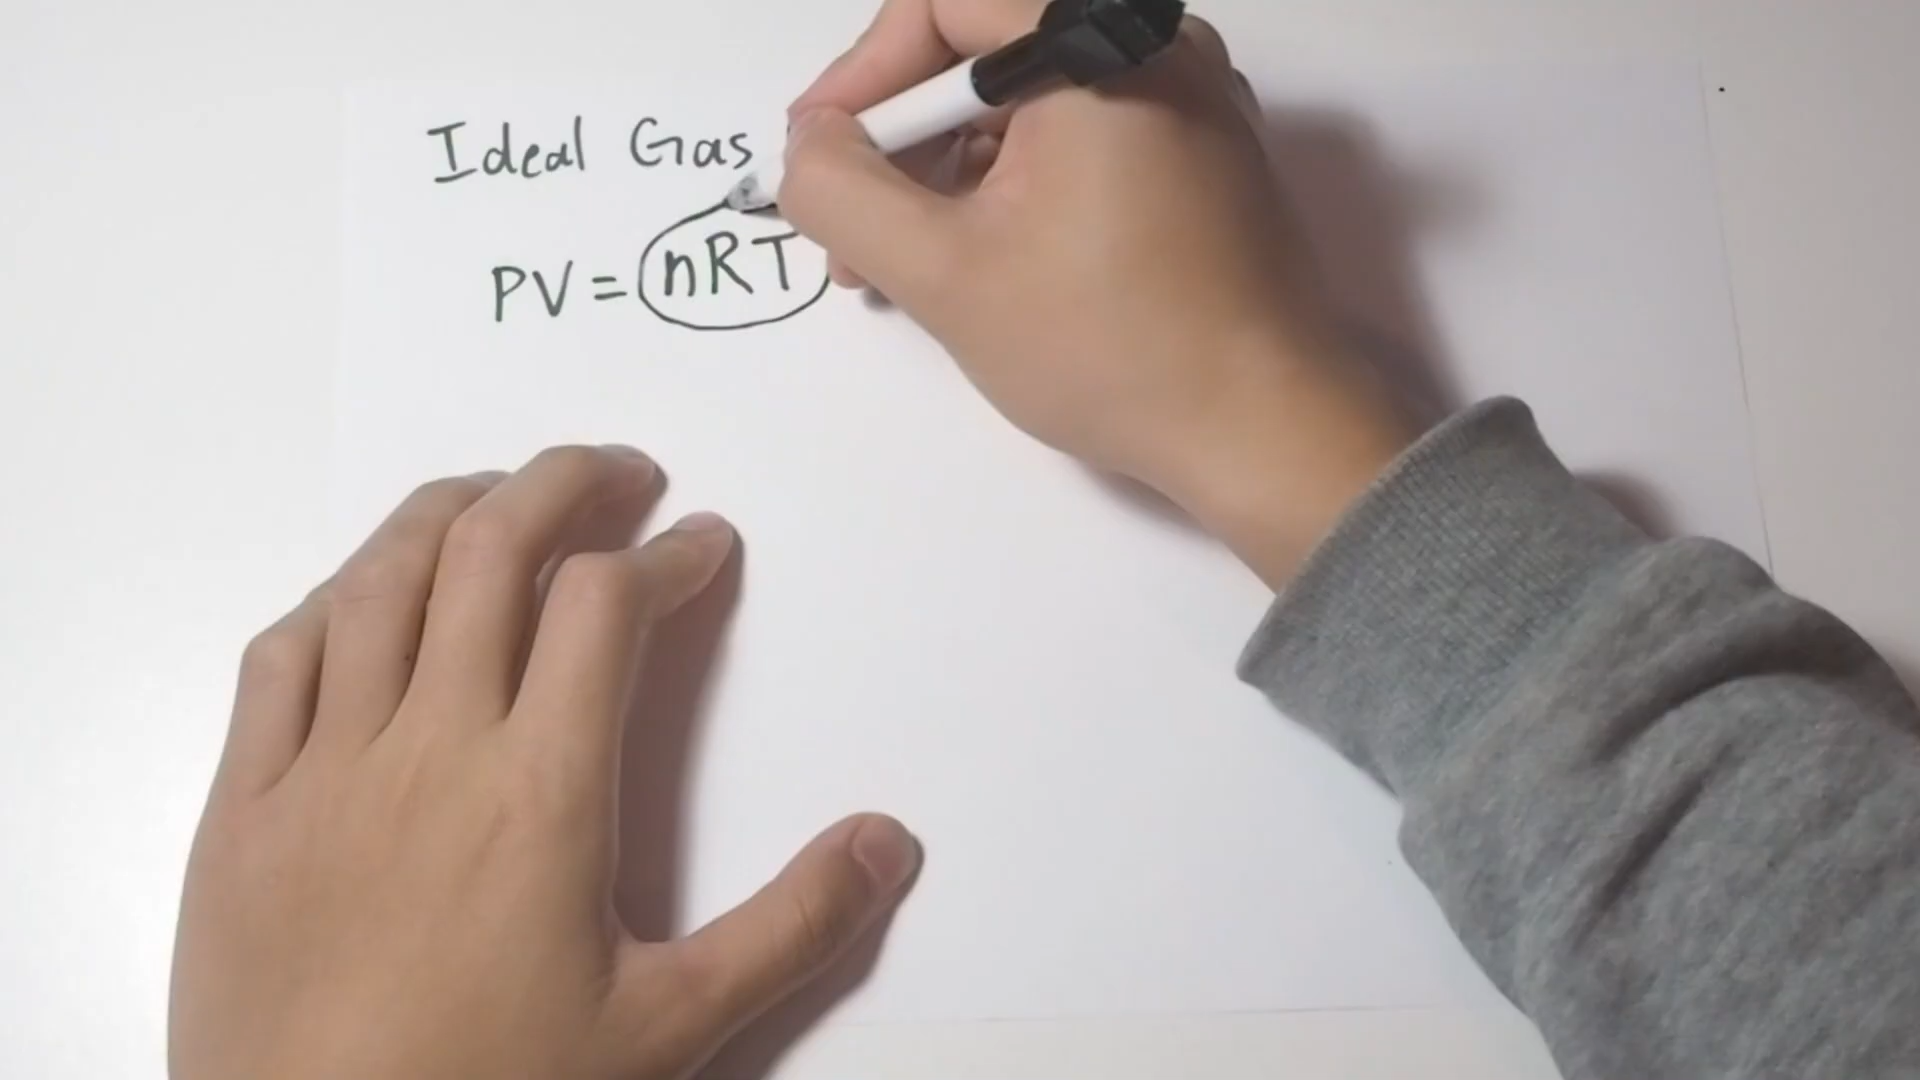 Ideal Gas
PV = nRT